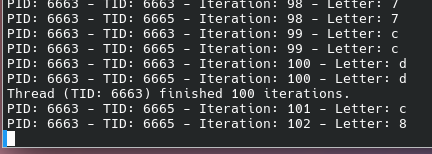 PID: 6663 - TID: 6663 - Iteration: 98 - Letter: 7
PID: 6663 - TID: 6665 - Iteration: 98 - Letter: 7
PID: 6663 - TID: 6663 - Iteration: 99 - Letter: c
PID: 6663 - TID: 6665 - Iteration: 99 - Letter: c
PID: 6663 - TID: 6663 - Iteration: 100 - Letter: d
PID: 6663 - TID: 6665 - Iteration: 100 - Letter: d
Thread (TID: 6663) finished 100 iterations.
PID: 6663 - TID: 6665 - Iteration: 101 - Letter: c
PID: 6663 - TID: 6665 - Iteration: 102 - Letter: 8